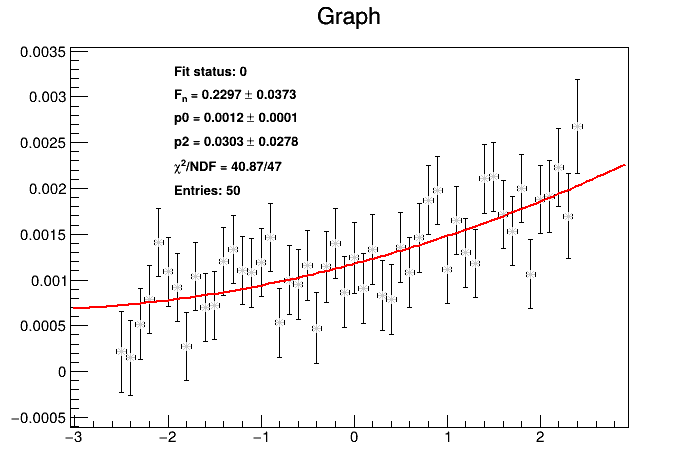 Graph
0.0035
Fit status: 0
0.003
Fn = 0.2297 ± 0.0373
p0 = 0.0012 ± 0.0001
0.0025
p2 = 0.0303 ± 0.0278
χ²/NDF = 40.87/47
0.002
Entries: 50
0.0015
0.001
0.0005
0
−0.0005
−3 −2 −1 0 1 2